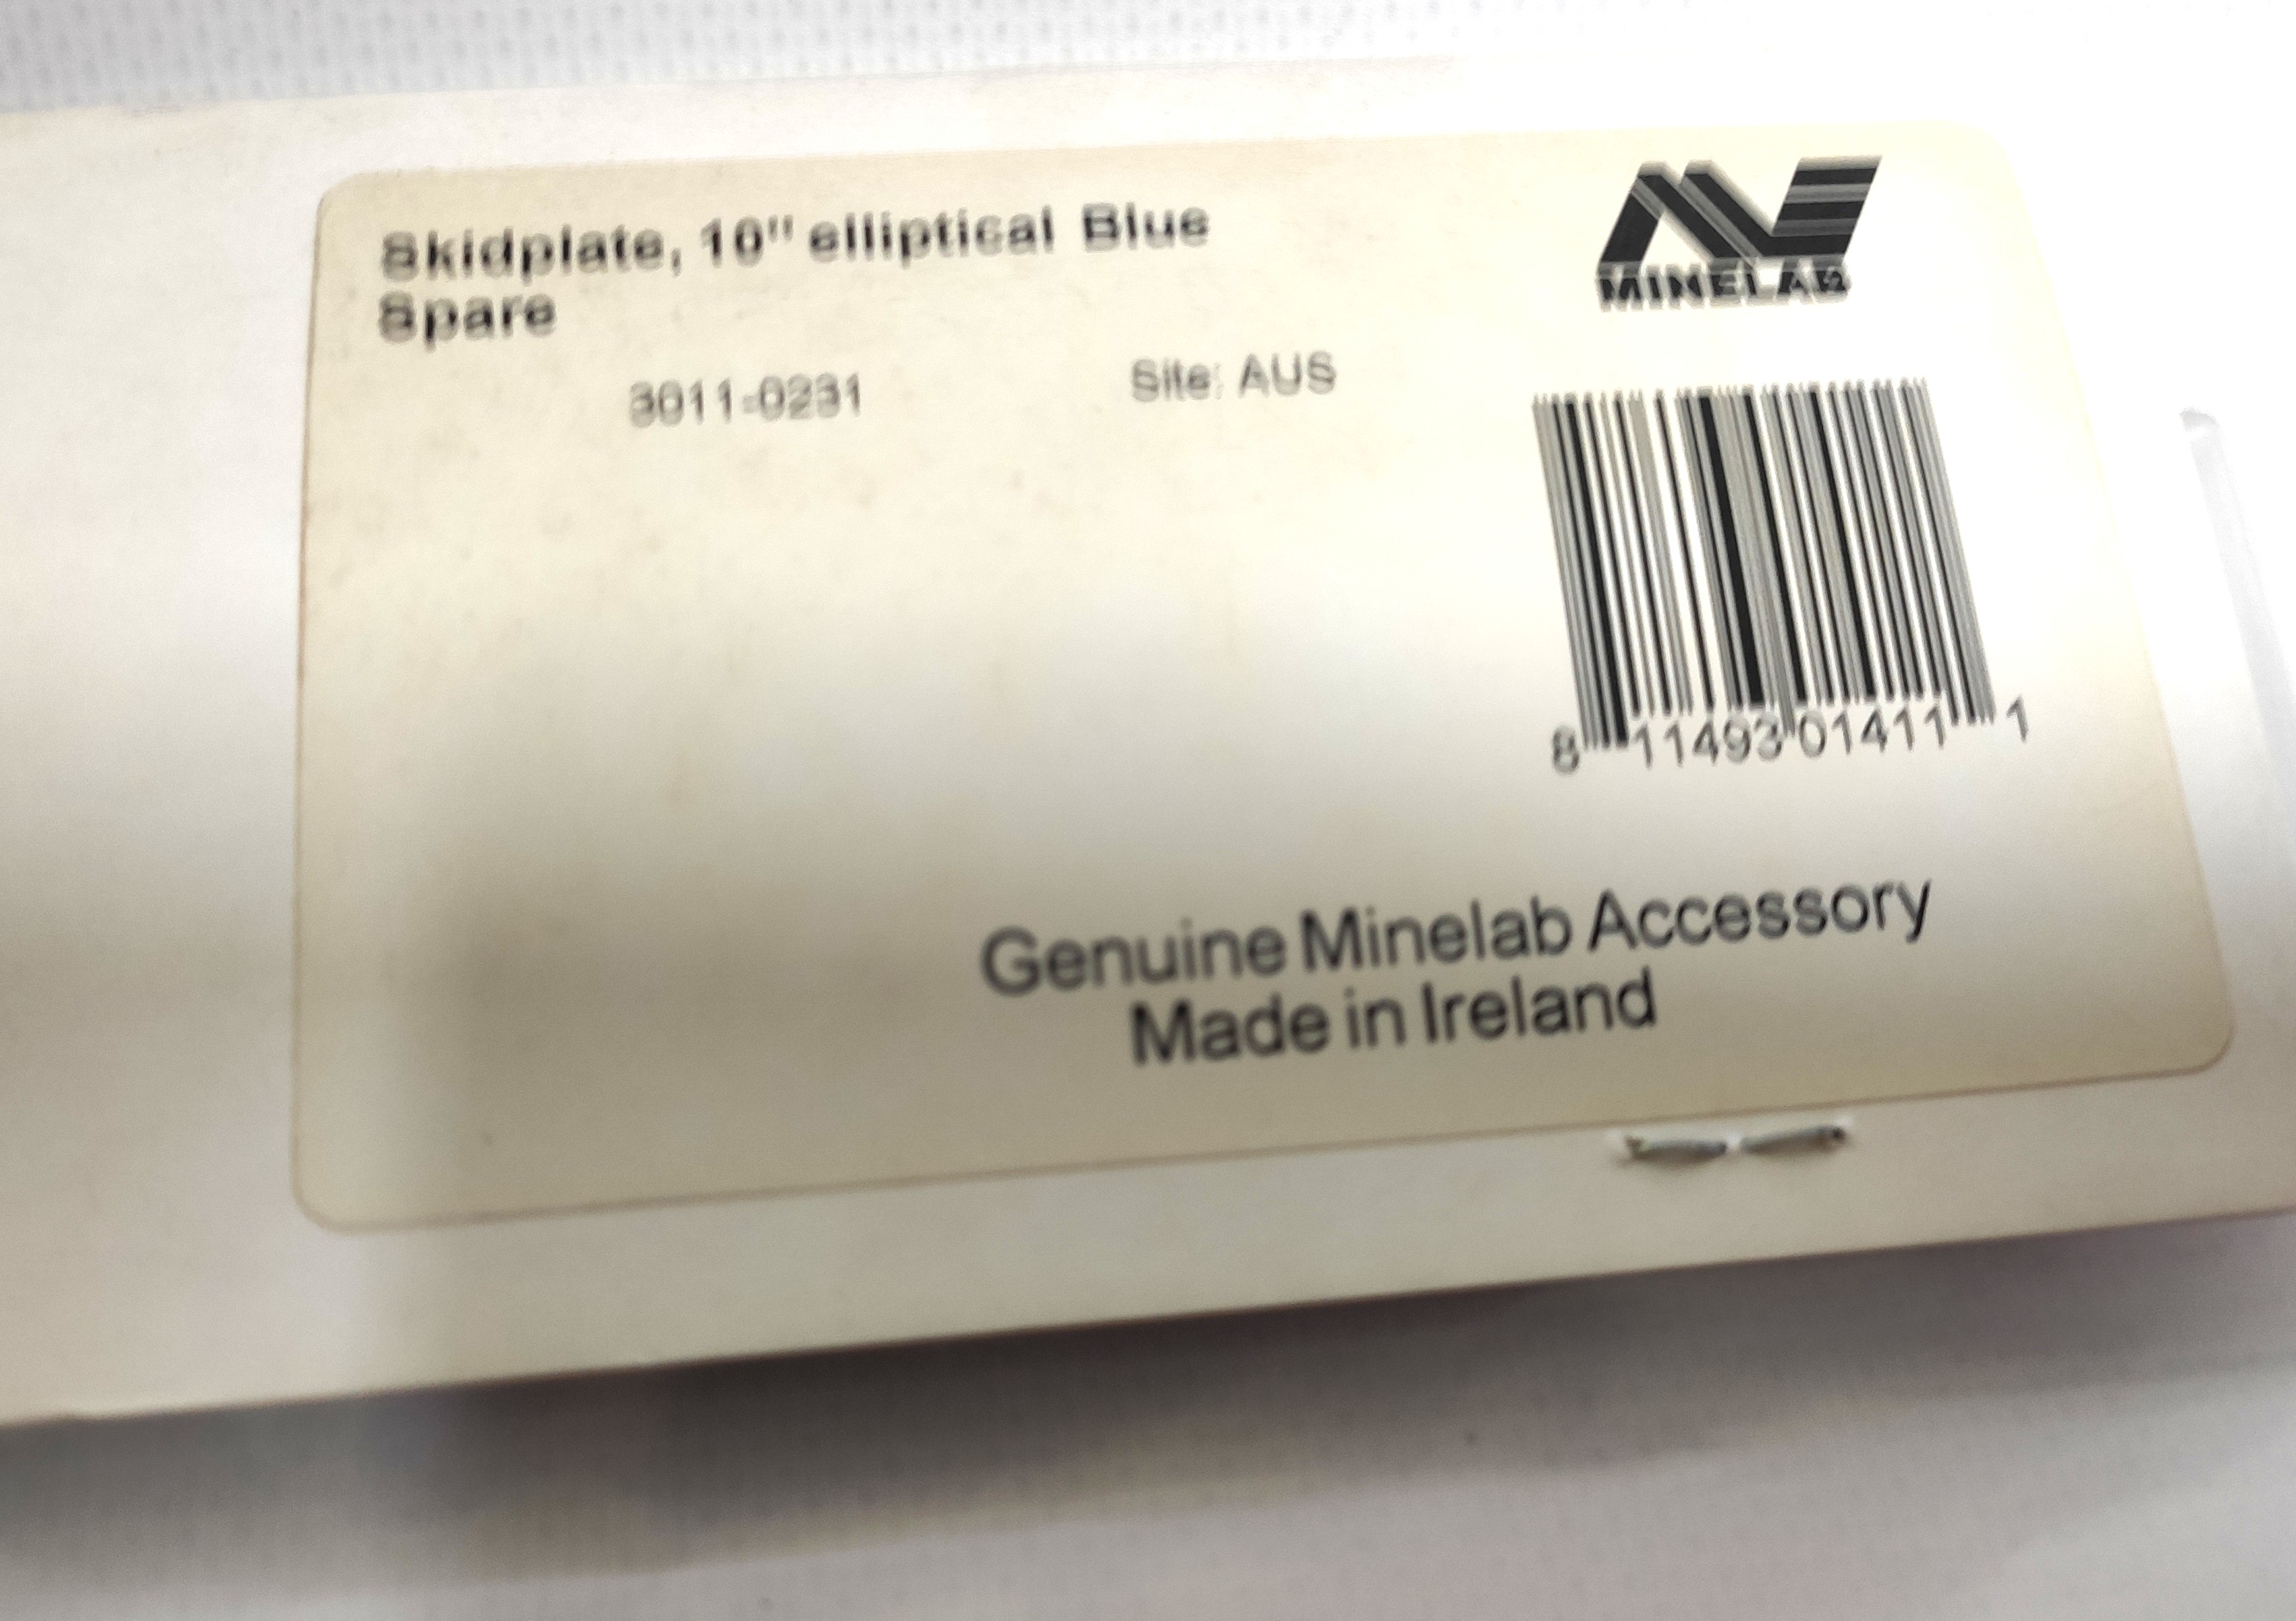 Skidplate, 10" elliptical Blue
Spare
3011-0231
Site: AUS
MINELAB
8 11493 01411 1
Genuine Minelab Accessory
Made in Ireland